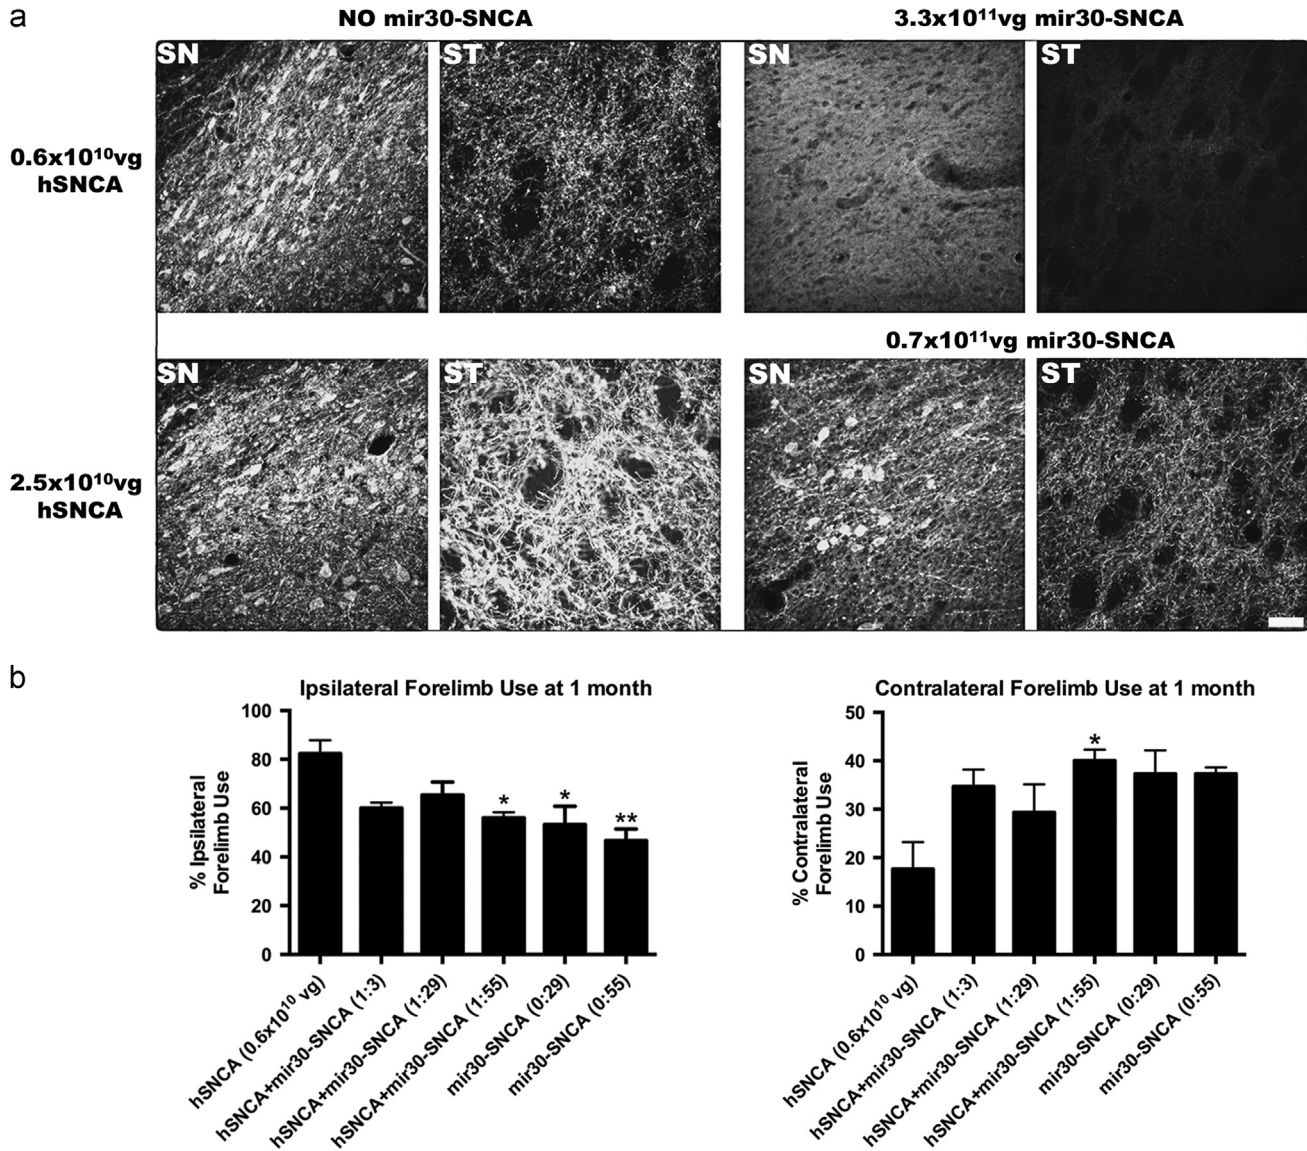 a
NO mir30-SNCA
3.3x10¹¹vg mir30-SNCA
SN
ST
SN
ST
0.6x10¹⁰vg
hSNCA
0.7x10¹¹vg mir30-SNCA
SN
ST
SN
ST
2.5x10¹⁰vg
hSNCA
b
Ipsilateral Forelimb Use at 1 month
% Ipsilateral
Forelimb Use
100
80
60
40
20
0
*
*
**
hSNCA (0.6x10¹⁰ vg)
hSNCA+mir30-SNCA (1:3)
hSNCA+mir30-SNCA (1:29)
hSNCA+mir30-SNCA (1:55)
mir30-SNCA (0:29)
mir30-SNCA (0:55)
Contralateral Forelimb Use at 1 month
% Contralateral
Forelimb Use
50
40
30
20
10
0
*
hSNCA (0.6x10¹⁰ vg)
hSNCA+mir30-SNCA (1:3)
hSNCA+mir30-SNCA (1:29)
hSNCA+mir30-SNCA (1:55)
mir30-SNCA (0:29)
mir30-SNCA (0:55)